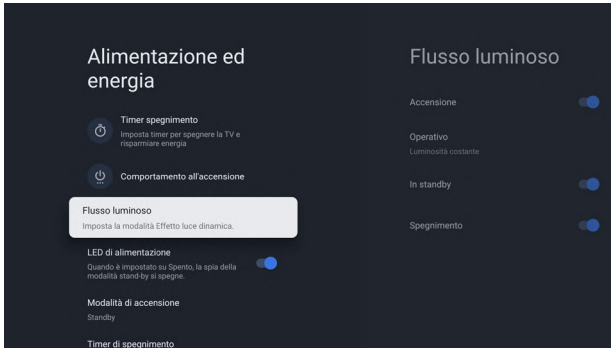 Alimentazione ed
energia
Timer spegnimento
Imposta timer per spegnere la TV e
risparmiare energia
Comportamento all'accensione
Flusso luminoso
Imposta la modalità Effetto luce dinamica.
LED di alimentazione
Quando è impostato su Spento, la spia della
modalità stand-by si spegne.
Modalità di accensione
Standby
Timer di spegnimento
Flusso luminoso
Accensione
Operativo
Luminosità costante
In standby
Spegnimento